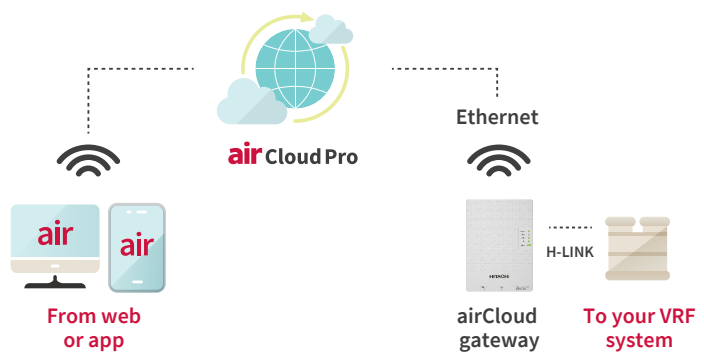 Ethernet
air Cloud Pro
air
air
HITACHI
H-LINK
From web
or app
airCloud
gateway
To your VRF
system